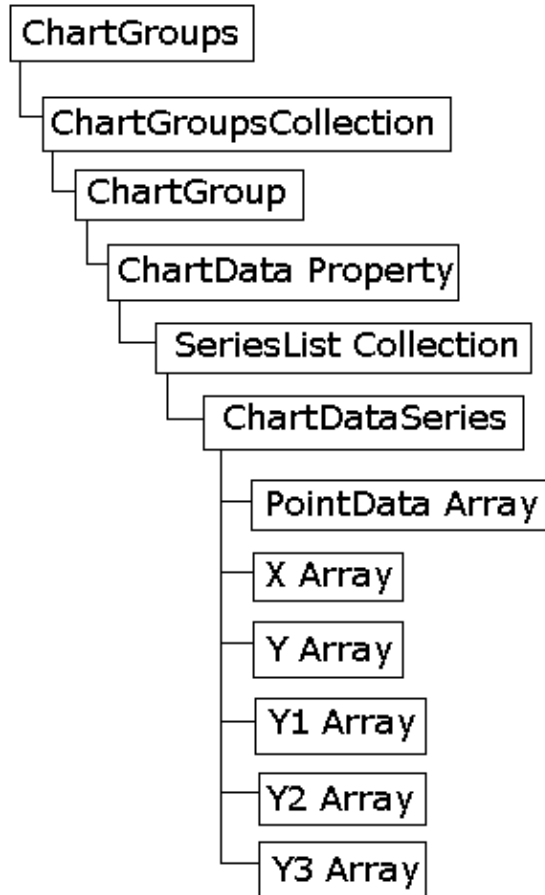 ChartGroups
ChartGroupsCollection
ChartGroup
ChartData Property
SeriesList Collection
ChartDataSeries
PointData Array
X Array
Y Array
Y1 Array
Y2 Array
Y3 Array